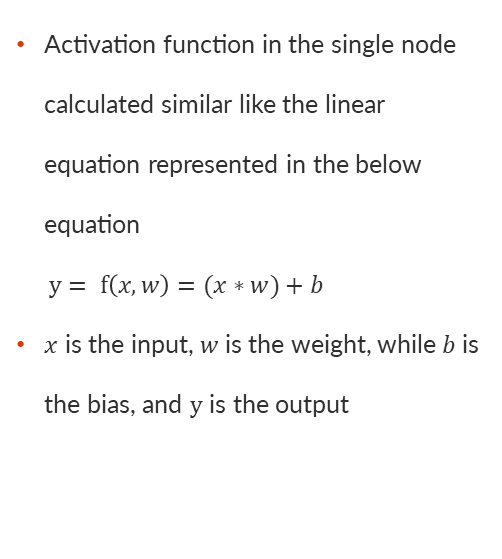 • Activation function in the single node
calculated similar like the linear
equation represented in the below
equation
y = f(x, w) = (x * w) + b
• x is the input, w is the weight, while b is
the bias, and y is the output